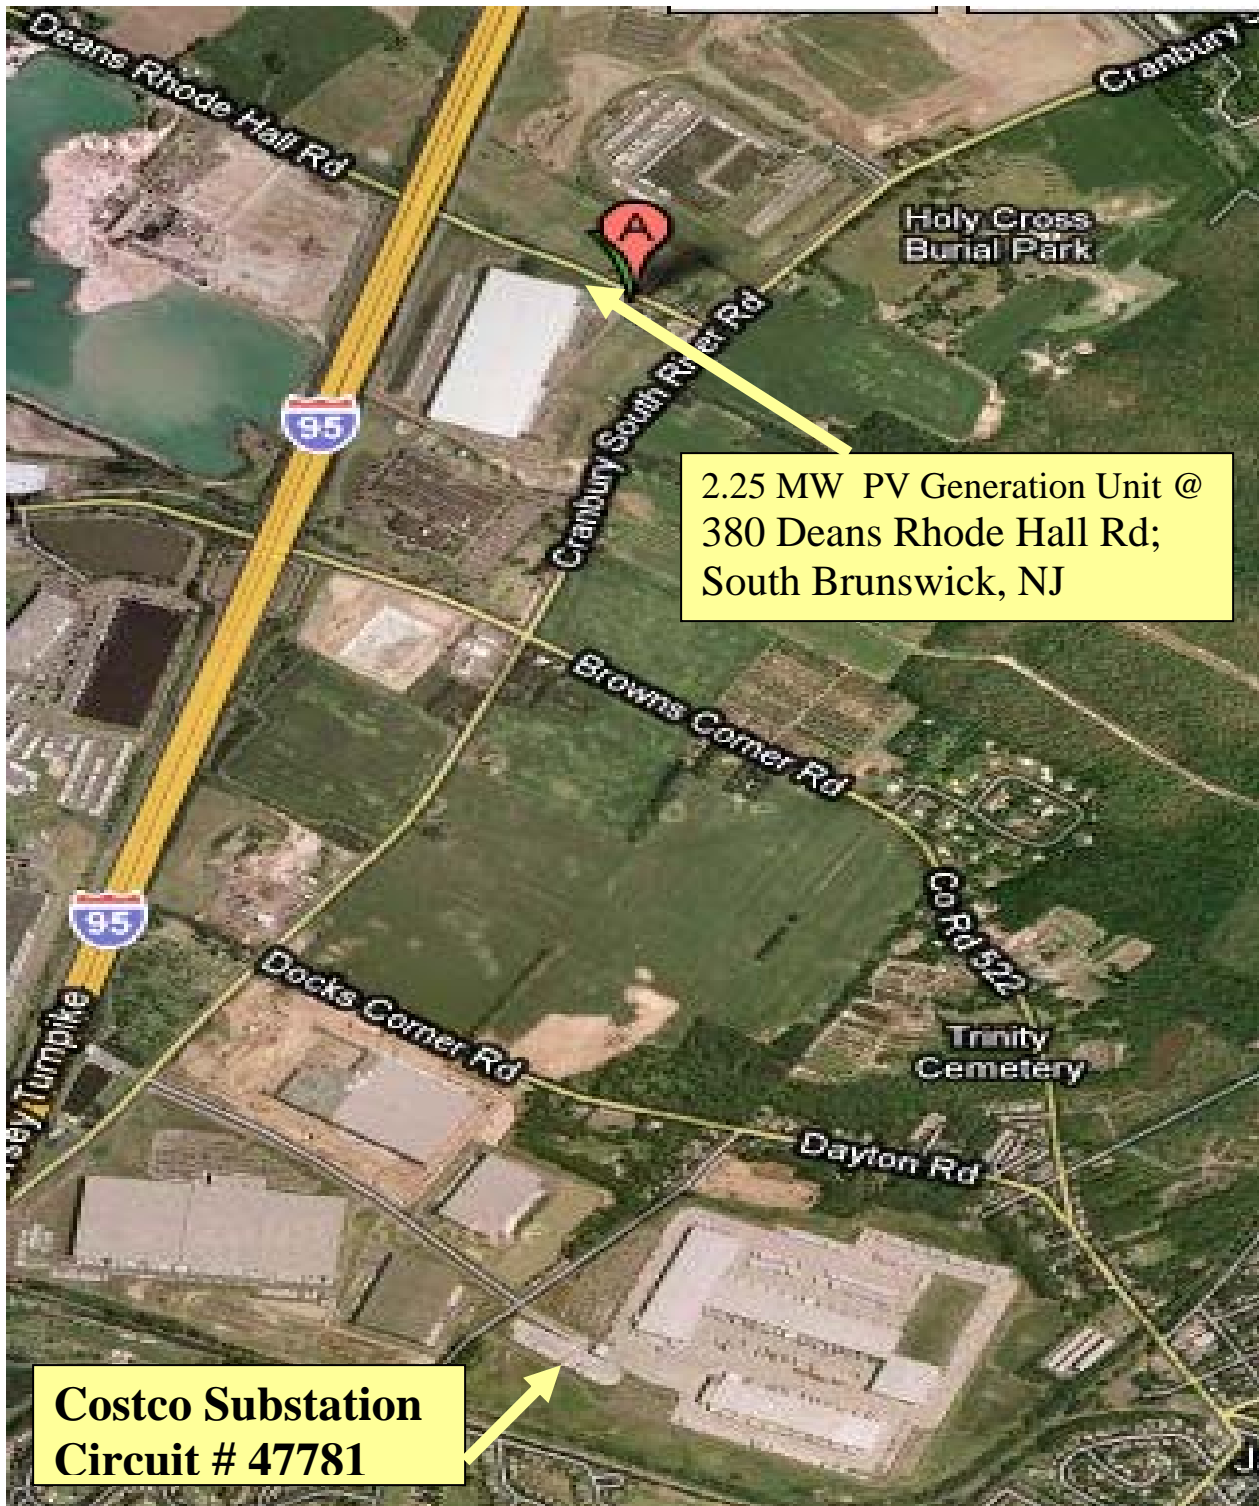 Deans Rhode Hall Rd
Cranbury
A
Holy Cross
Burial Park
Cranbury South River Rd
95
2.25 MW PV Generation Unit @
380 Deans Rhode Hall Rd;
South Brunswick, NJ
Browns Corner Rd
Co Rd 522
95
Docks Corner Rd
rsey Turnpike
Trinity
Cemetery
Dayton Rd
Costco Substation
Circuit # 47781
J